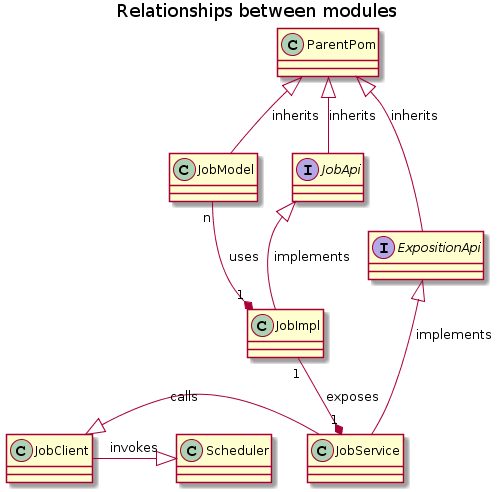 Relationships between modules
C ParentPom
inherits
inherits
inherits
C JobModel
I JobApi
n
uses
implements
I ExpositionApi
1
C JobImpl
implements
1
exposes
calls
1
C JobClient
invokes
C Scheduler
C JobService